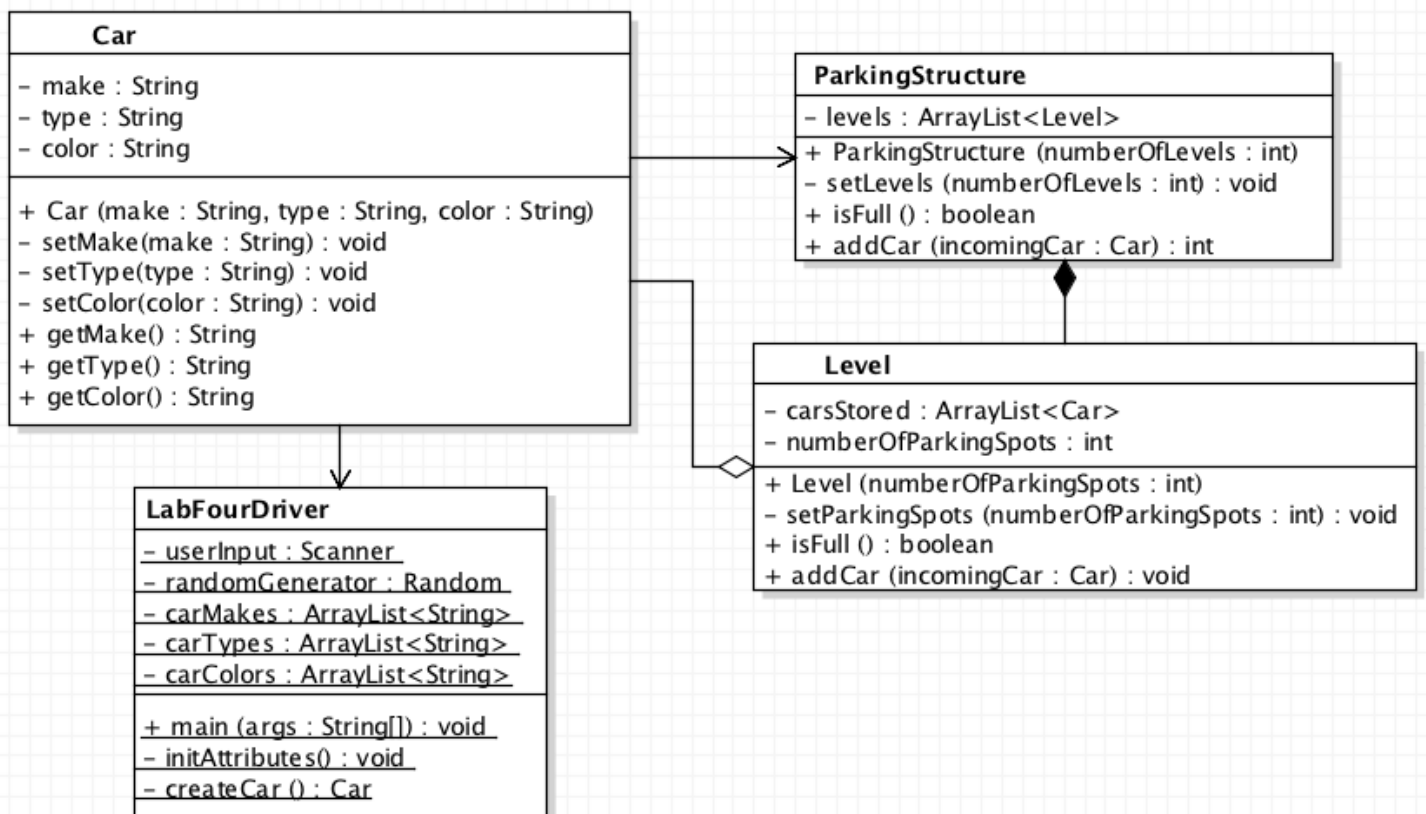 Car
- make : String
- type : String
- color : String
+ Car (make : String, type : String, color : String)
- setMake(make : String) : void
- setType(type : String) : void
- setColor(color : String) : void
+ getMake() : String
+ getType() : String
+ getColor() : String
ParkingStructure
- levels : ArrayList<Level>
+ ParkingStructure (numberOfLevels : int)
- setLevels (numberOfLevels : int) : void
+ isFull () : boolean
+ addCar (incomingCar : Car) : int
Level
- carsStored : ArrayList<Car>
- numberOfParkingSpots : int
+ Level (numberOfParkingSpots : int)
- setParkingSpots (numberOfParkingSpots : int) : void
+ isFull () : boolean
+ addCar (incomingCar : Car) : void
LabFourDriver
- userInput : Scanner
- randomGenerator : Random
- carMakes : ArrayList<String>
- carTypes : ArrayList<String>
- carColors : ArrayList<String>
+ main (args : String[]) : void
- initAttributes() : void
- createCar () : Car